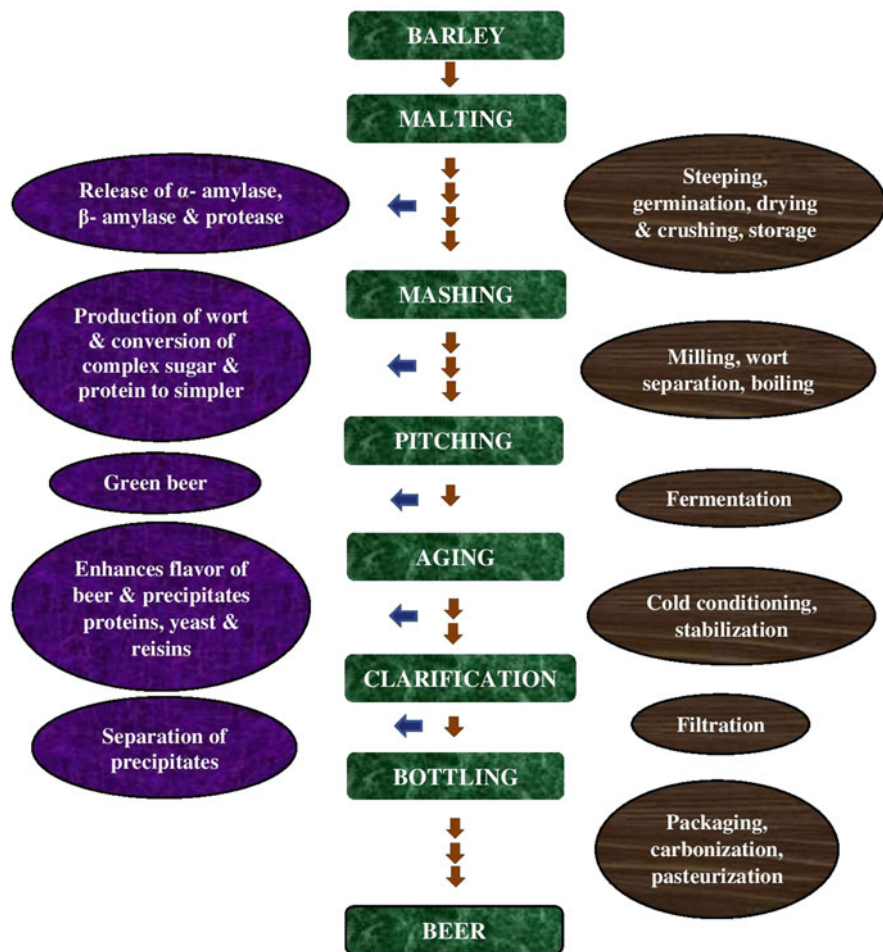 BARLEY
MALTING
Release of α- amylase,
β- amylase & protease
Steeping,
germination, drying
& crushing, storage
MASHING
Production of wort
& conversion of
complex sugar &
protein to simpler
Milling, wort
separation, boiling
PITCHING
Green beer
Fermentation
AGING
Enhances flavor of
beer & precipitates
proteins, yeast &
reisins
Cold conditioning,
stabilization
CLARIFICATION
Separation of
precipitates
Filtration
BOTTLING
Packaging,
carbonization,
pasteurization
BEER